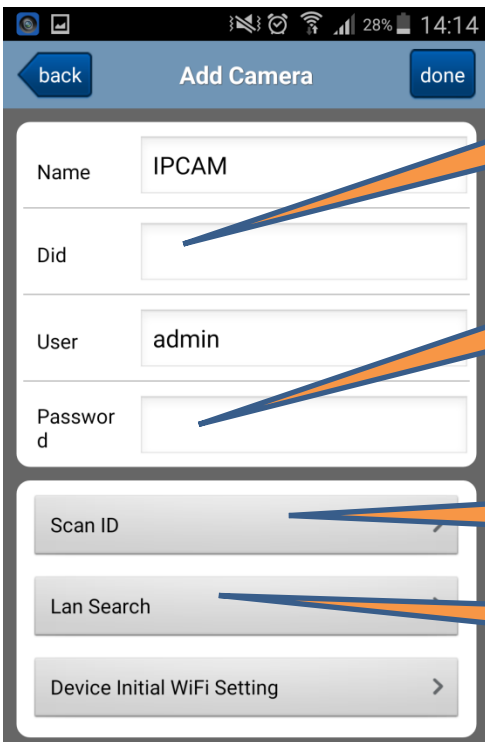 28% 14:14
back Add Camera done
Name IPCAM
Did
User admin
Passwor
d
Scan ID
Lan Search
Device Initial WiFi Setting